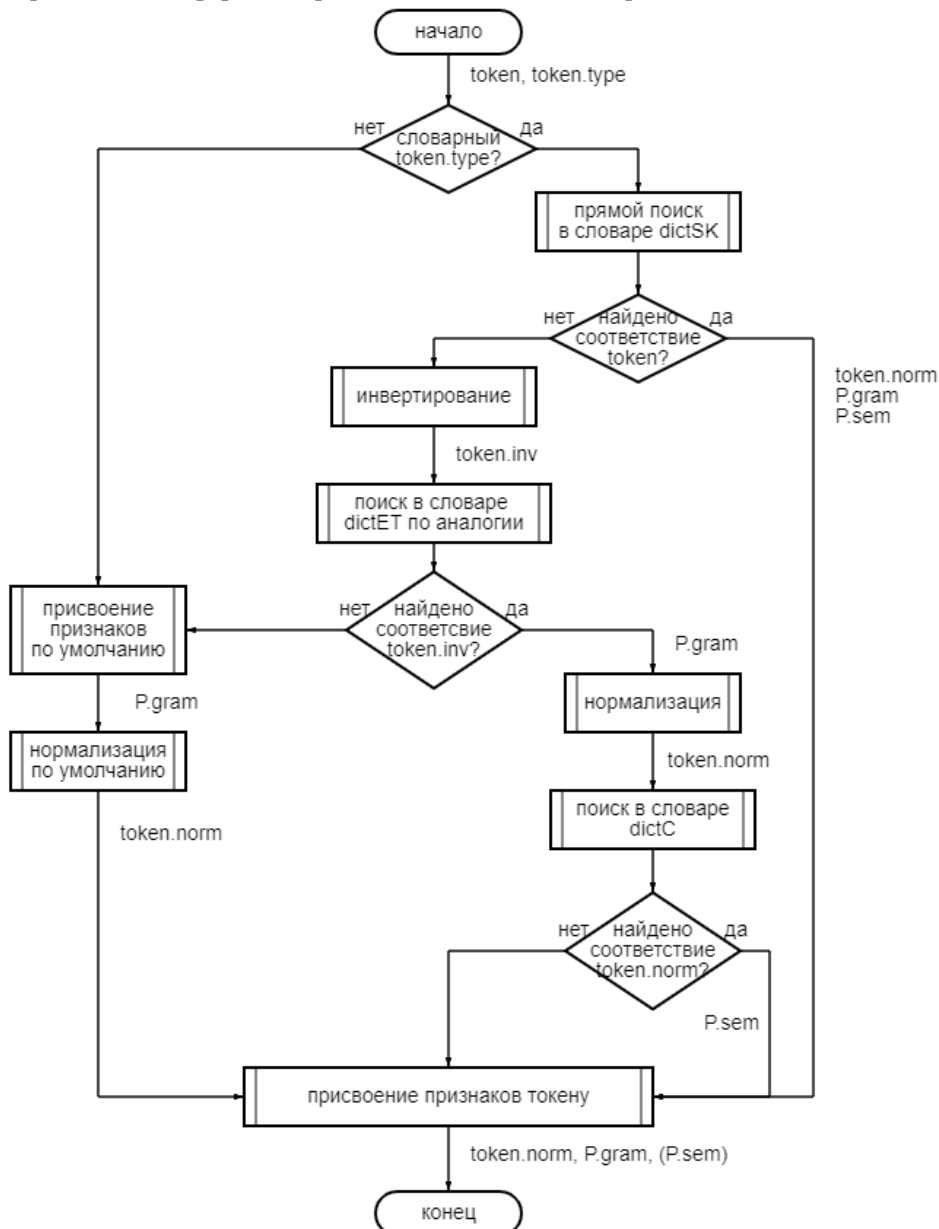 начало
token, token.type
нет
да
словарный
token.type?
прямой поиск
в словаре dictSK
нет
да
найдено
соответствие
token?
token.norm
P.gram
P.sem
инвертирование
token.inv
поиск в словаре
dictET по аналогии
нет
да
найдено
соответсвие
token.inv?
присвоение
признаков
по умолчанию
P.gram
P.gram
нормализация
нормализация
по умолчанию
token.norm
token.norm
поиск в словаре
dictC
нет
да
найдено
соответствие
token.norm?
P.sem
присвоение признаков токену
token.norm, P.gram, (P.sem)
конец